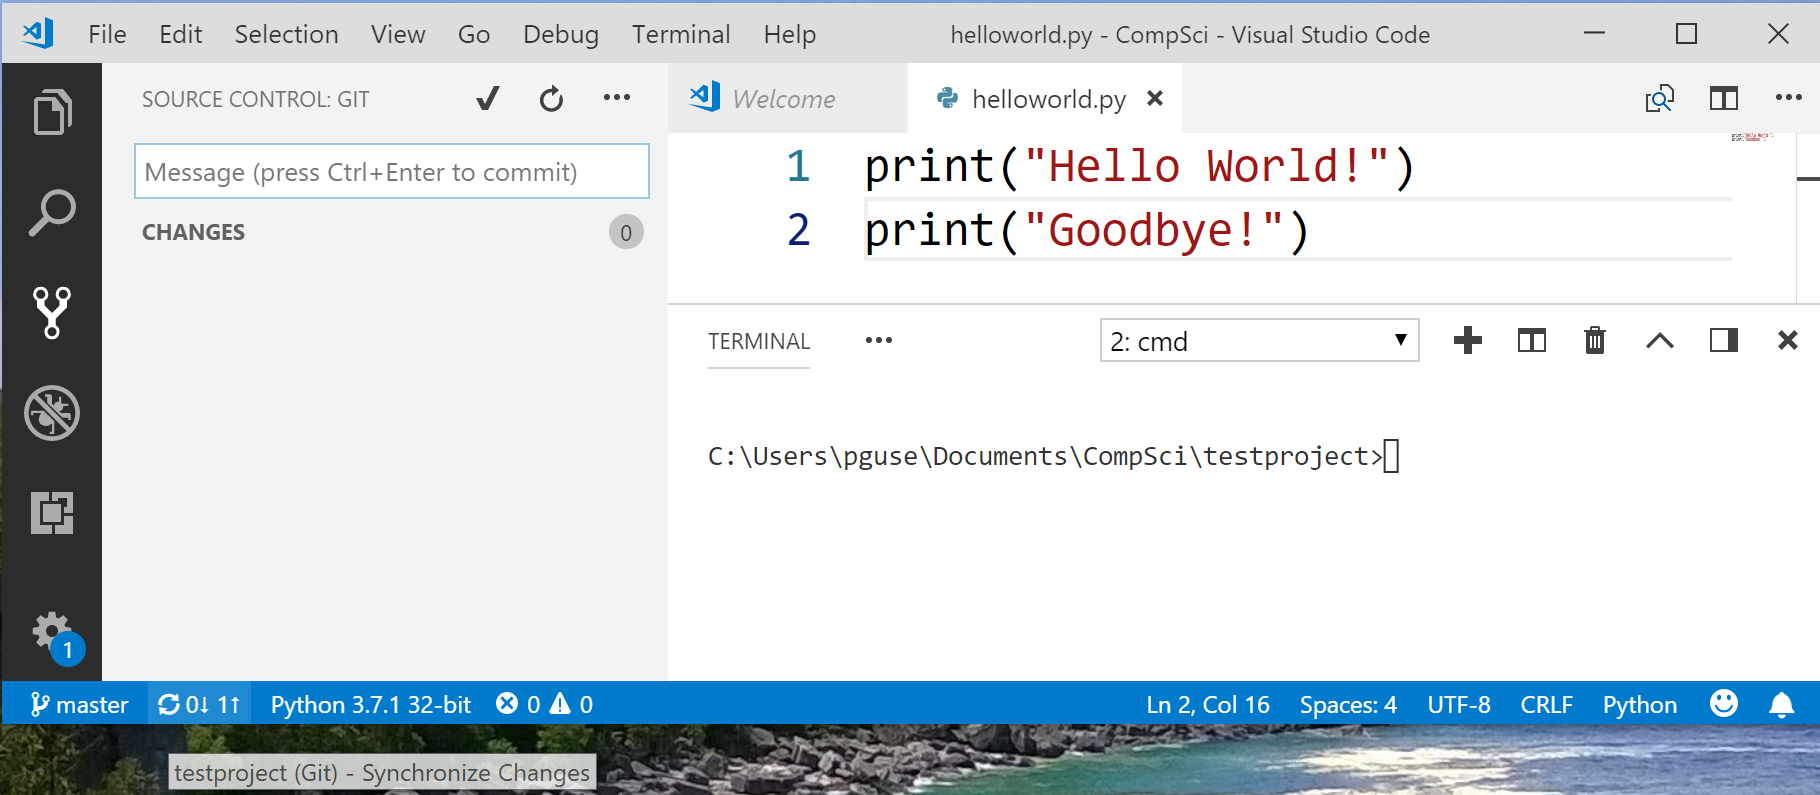 File Edit Selection View Go Debug Terminal Help helloworld.py - CompSci - Visual Studio Code
SOURCE CONTROL: GIT
Message (press Ctrl+Enter to commit)
CHANGES 0
Welcome helloworld.py
1 print("Hello World!")
2 print("Goodbye!")
TERMINAL 2: cmd
C:\Users\pguse\Documents\CompSci\testproject>
1
master 0↓ 1↑ Python 3.7.1 32-bit 0 0 Ln 2, Col 16 Spaces: 4 UTF-8 CRLF Python
testproject (Git) - Synchronize Changes